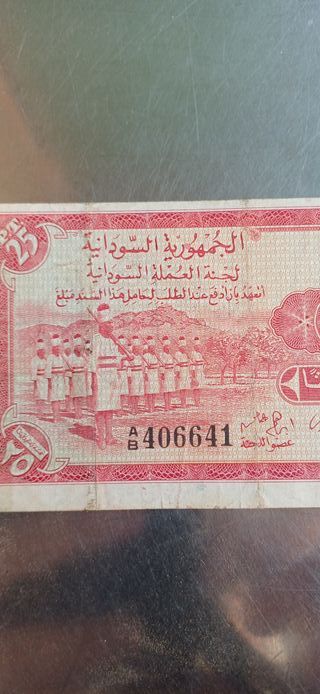 PT. 25
الجمهورية السودانية
لجنة العملة السودانية
أتعهد بأن أدفع عند الطلب لحامل هذا السند مبلغ
A/B 406641
عضو اللجنة
٢٥